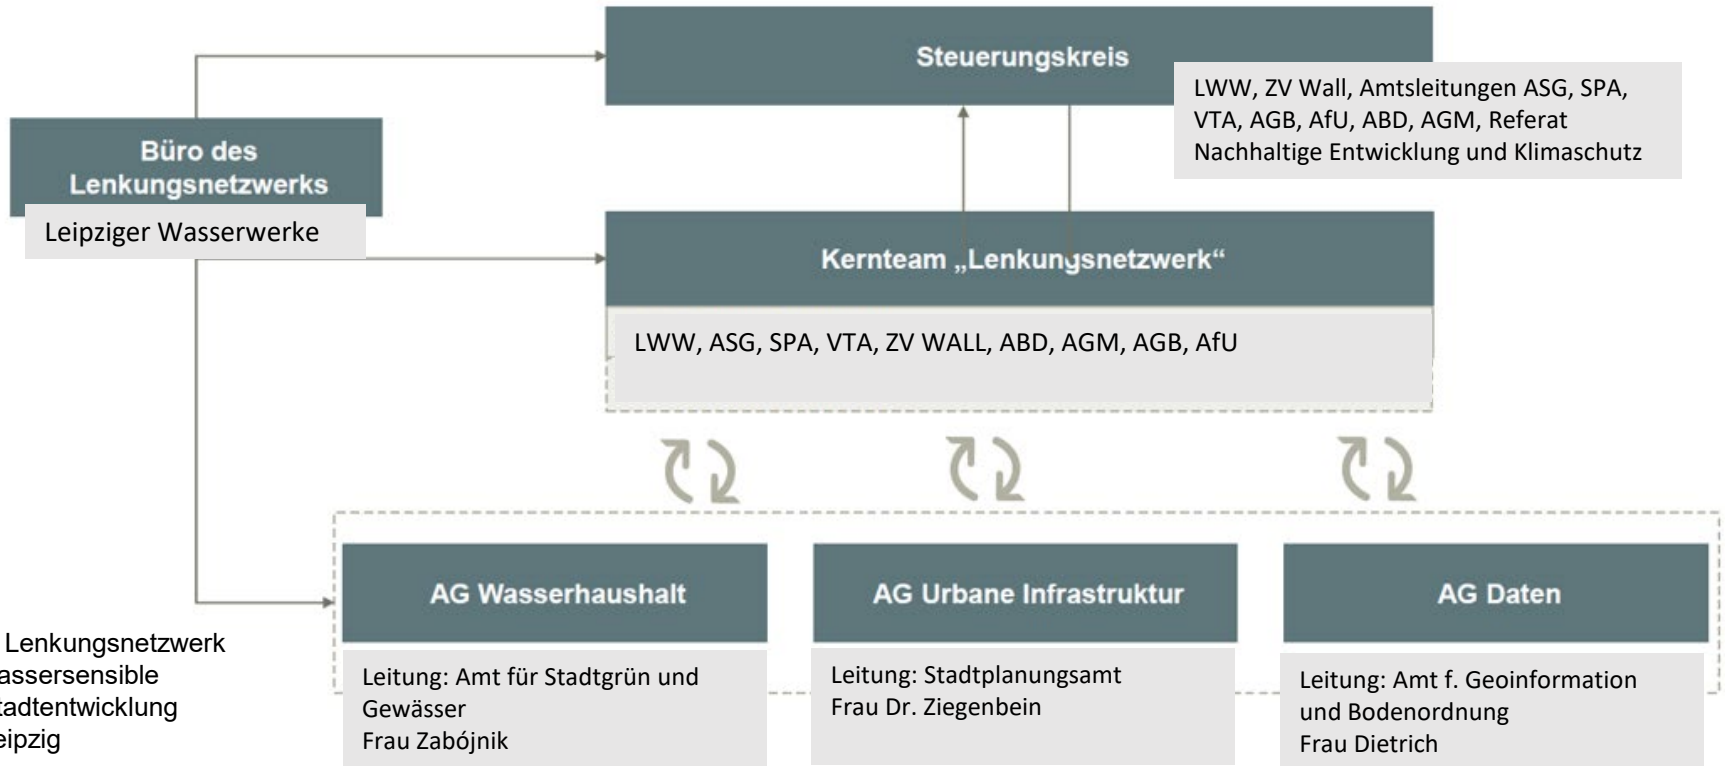 Steuerungskreis
LWW, ZV Wall, Amtsleitungen ASG, SPA,
VTA, AGB, AfU, ABD, AGM, Referat
Nachhaltige Entwicklung und Klimaschutz
Büro des
Lenkungsnetzwerks
Leipziger Wasserwerke
Kernteam „Lenkungsnetzwerk“
LWW, ASG, SPA, VTA, ZV WALL, ABD, AGM, AGB, AfU
AG Wasserhaushalt
Leitung: Amt für Stadtgrün und
Gewässer
Frau Zabójnik
AG Urbane Infrastruktur
Leitung: Stadtplanungsamt
Frau Dr. Ziegenbein
AG Daten
Leitung: Amt f. Geoinformation
und Bodenordnung
Frau Dietrich
Lenkungsnetzwerk
assersensible
tadtentwicklung
eipzig